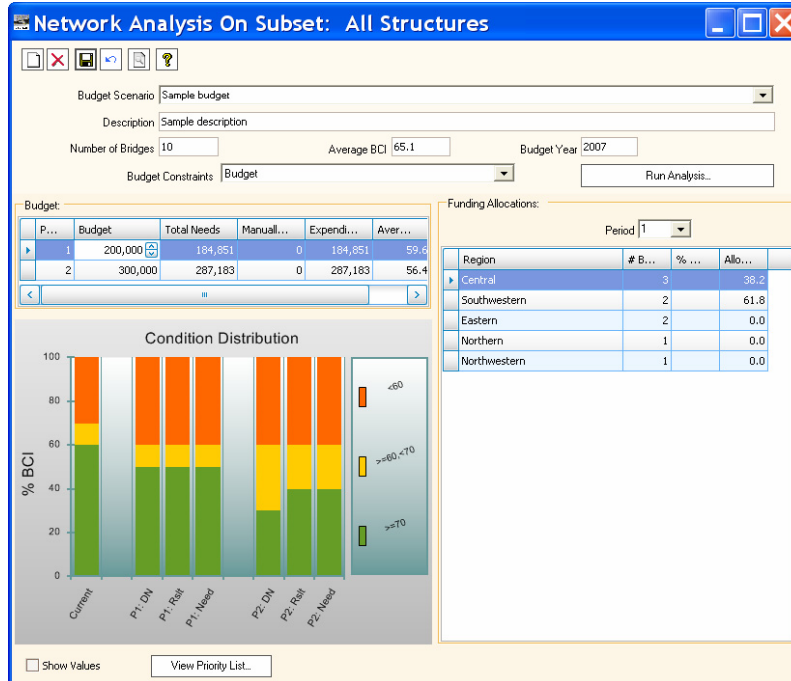 Network Analysis On Subset: All Structures
Budget Scenario Sample budget
Description Sample description
Number of Bridges 10 Average BCI 65.1 Budget Year 2007
Budget Constraints Budget Run Analysis...
Budget: Funding Allocations:
Period 1
P... Budget Total Needs Manuall... Expendi... Aver...
1 200,000 184,851 0 184,851 59.6
2 300,000 287,183 0 287,183 56.4
Region # B... % ... Allo...
Central 3 38.2
Southwestern 2 61.8
Eastern 2 0.0
Northern 1 0.0
Northwestern 1 0.0
Condition Distribution
% BCI
100
80
60
40
20
0
Current P1: DN P1: Rslt P1: Need P2: DN P2: Rslt P2: Need
<60
>=60,<70
>=70
Show Values View Priority List...